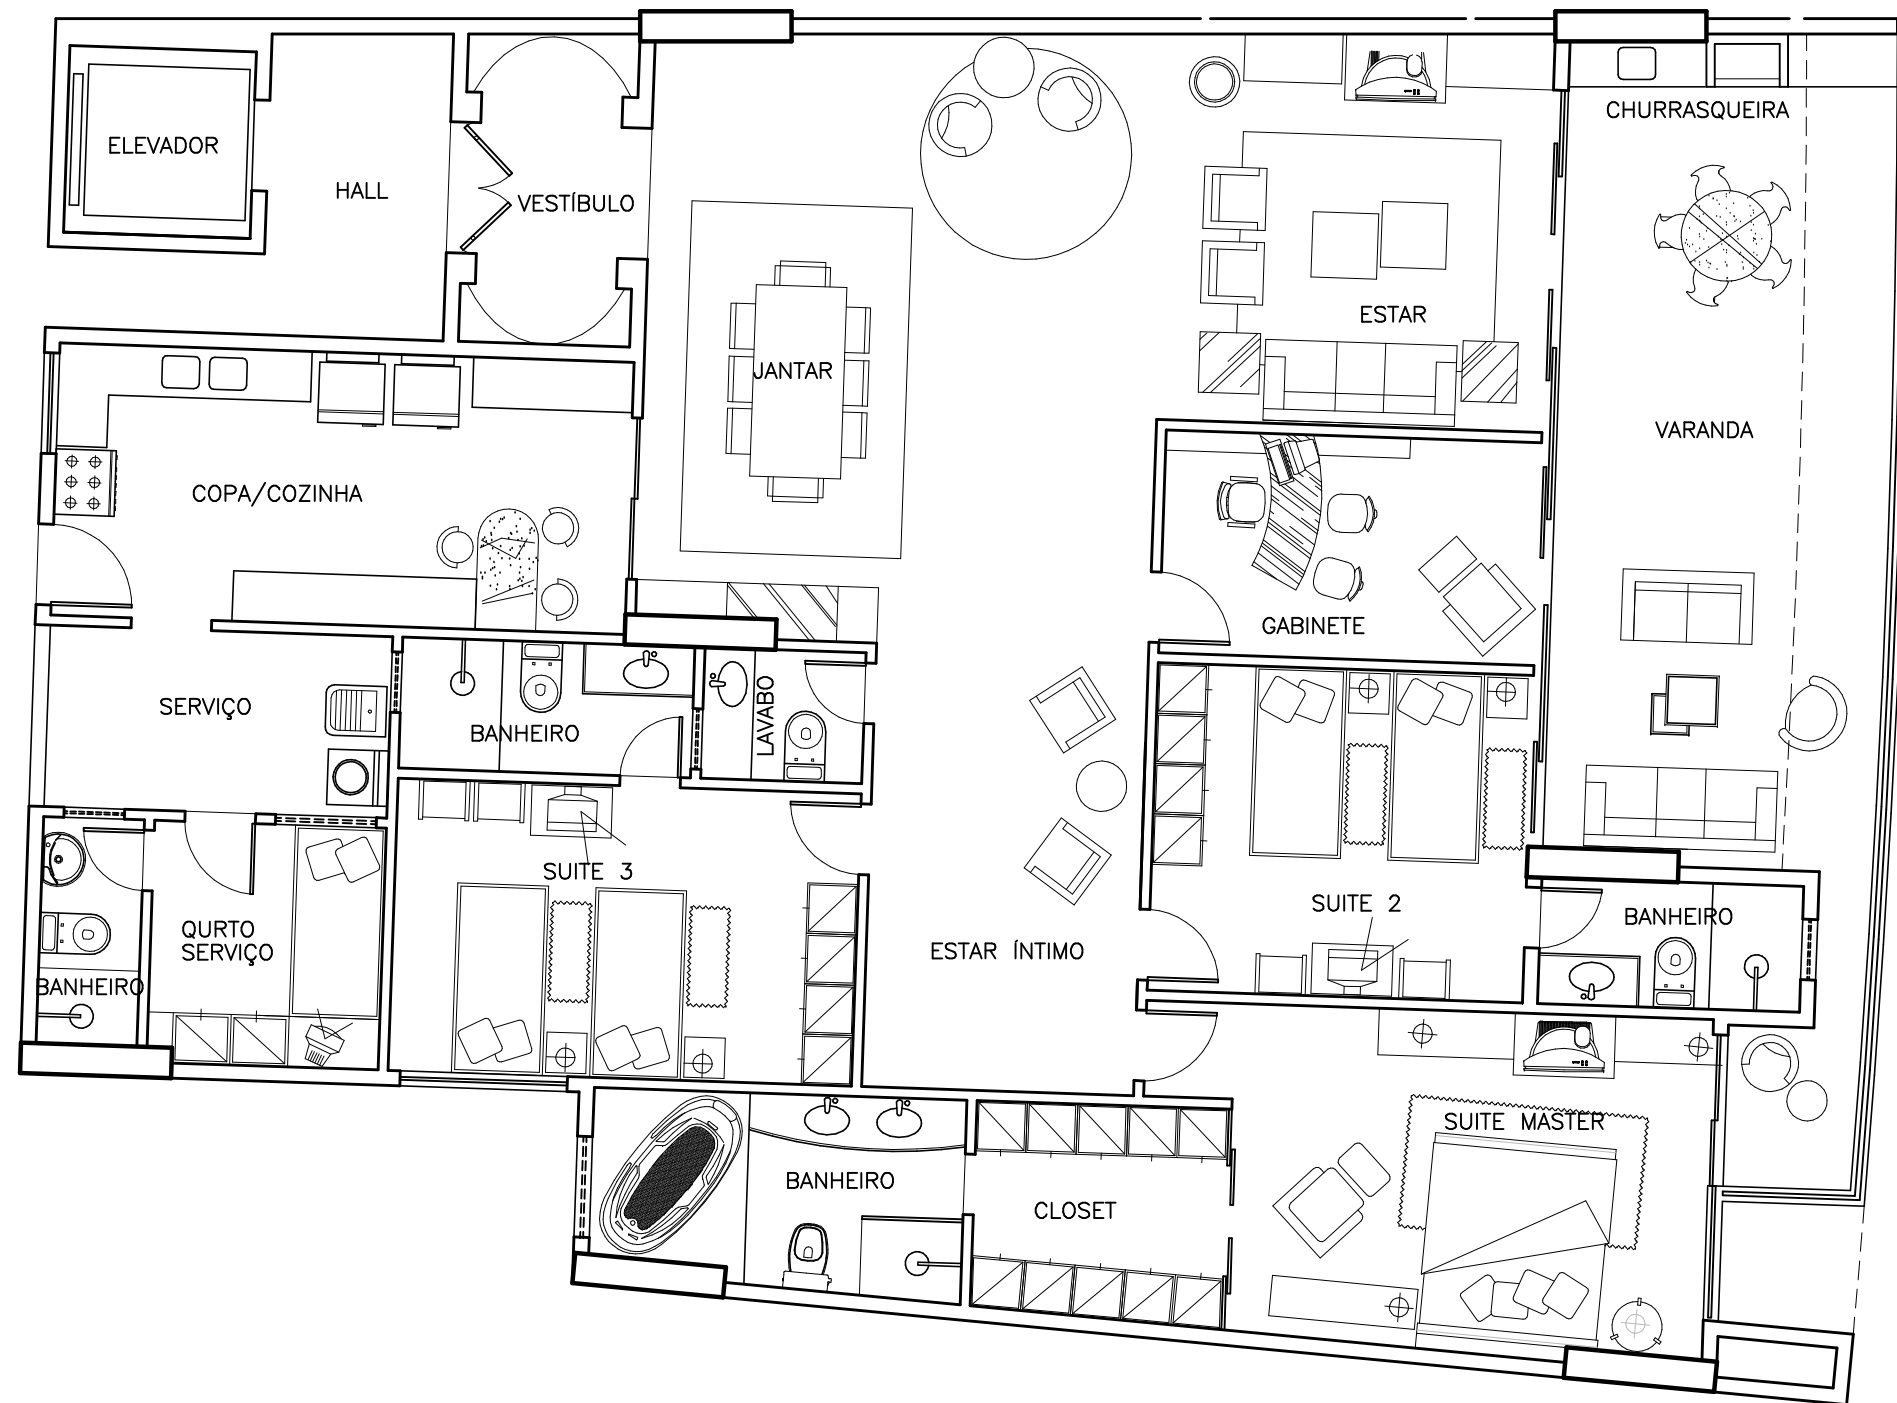 CHURRASQUEIRA
ELEVADOR
HALL
VESTÍBULO
ESTAR
JANTAR
VARANDA
COPA/COZINHA
GABINETE
SERVIÇO
LAVABO
BANHEIRO
SUITE 3
SUITE 2
BANHEIRO
QURTO
SERVIÇO
ESTAR ÍNTIMO
BANHEIRO
SUITE MASTER
BANHEIRO
CLOSET